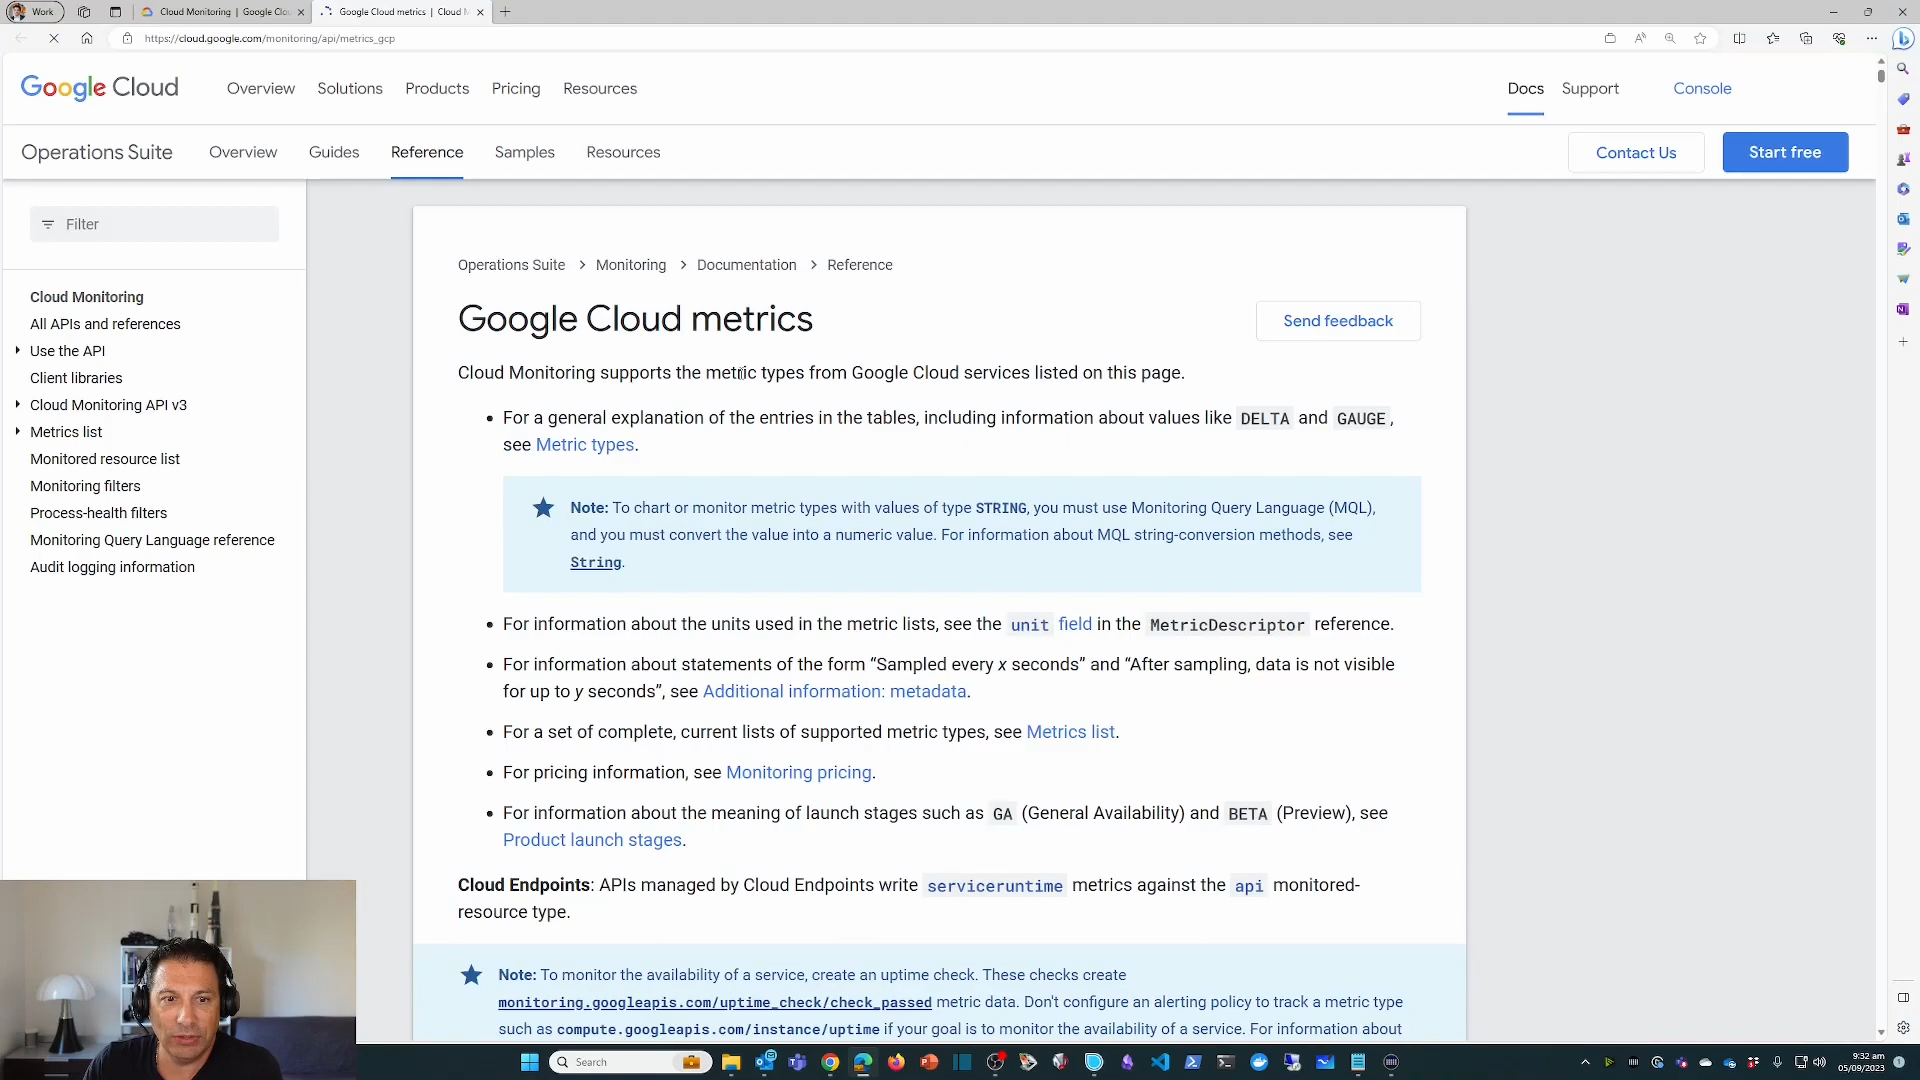 Work
Cloud Monitoring | Google Clo
Google Cloud metrics | Cloud M
https://cloud.google.com/monitoring/api/metrics_gcp
Google Cloud
Overview
Solutions
Products
Pricing
Resources
Docs
Support
Console
Operations Suite
Overview
Guides
Reference
Samples
Resources
Contact Us
Start free
Filter
Cloud Monitoring
All APIs and references
Use the API
Client libraries
Cloud Monitoring API v3
Metrics list
Monitored resource list
Monitoring filters
Process-health filters
Monitoring Query Language reference
Audit logging information
Operations Suite > Monitoring > Documentation > Reference
Google Cloud metrics
Send feedback
Cloud Monitoring supports the metric types from Google Cloud services listed on this page.
• For a general explanation of the entries in the tables, including information about values like DELTA and GAUGE,
see Metric types.
Note: To chart or monitor metric types with values of type STRING, you must use Monitoring Query Language (MQL),
and you must convert the value into a numeric value. For information about MQL string-conversion methods, see
String.
• For information about the units used in the metric lists, see the unit field in the MetricDescriptor reference.
• For information about statements of the form “Sampled every x seconds” and “After sampling, data is not visible
for up to y seconds”, see Additional information: metadata.
• For a set of complete, current lists of supported metric types, see Metrics list.
• For pricing information, see Monitoring pricing.
• For information about the meaning of launch stages such as GA (General Availability) and BETA (Preview), see
Product launch stages.
Cloud Endpoints: APIs managed by Cloud Endpoints write serviceruntime metrics against the api monitored-
resource type.
Note: To monitor the availability of a service, create an uptime check. These checks create
monitoring.googleapis.com/uptime_check/check_passed metric data. Don't configure an alerting policy to track a metric type
such as compute.googleapis.com/instance/uptime if your goal is to monitor the availability of a service. For information about
Search
9:32 am
05/09/2023